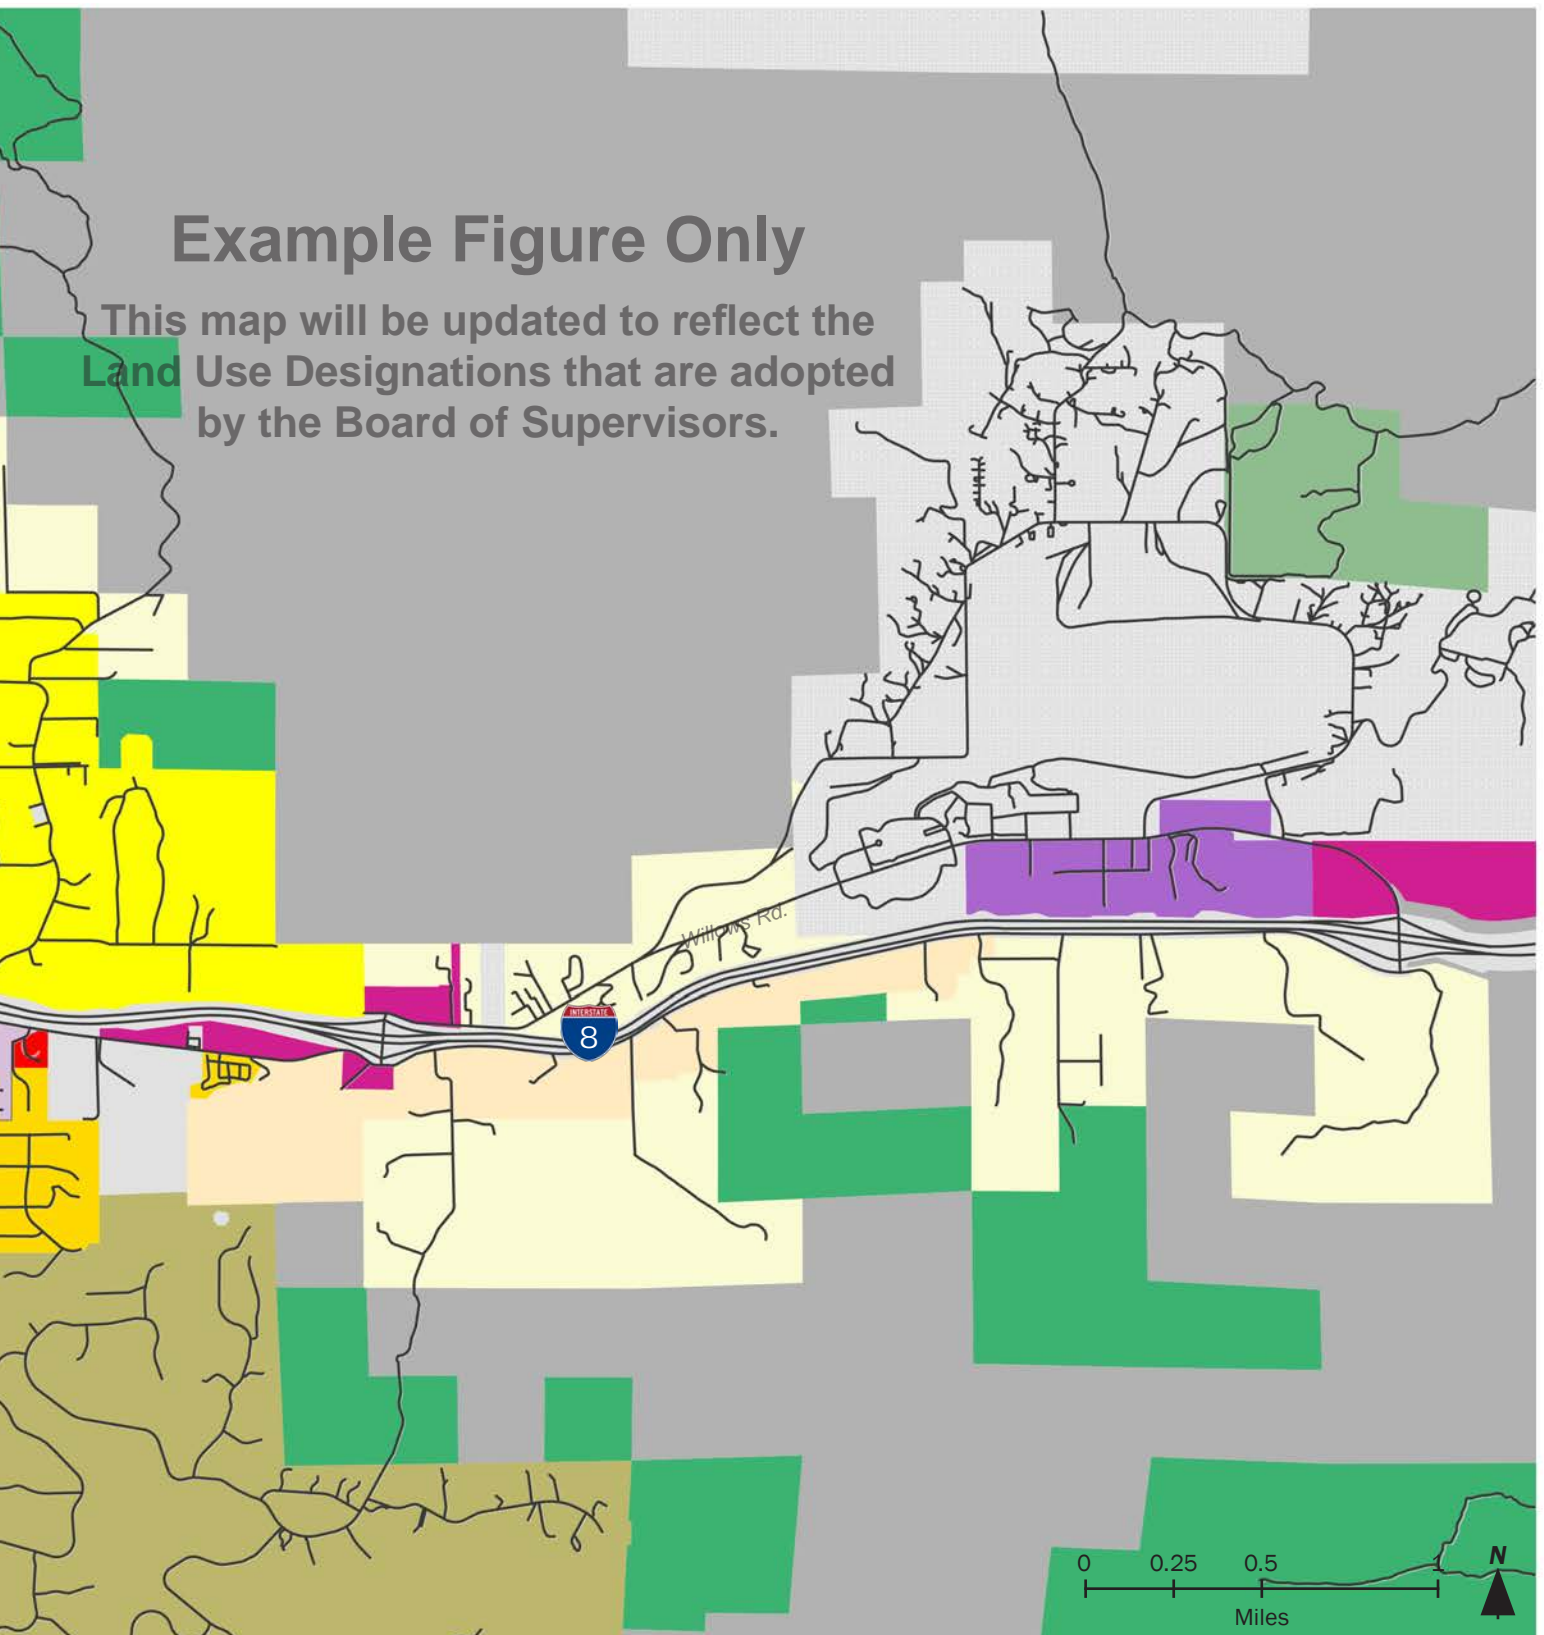 Example Figure Only
This map will be updated to reflect the
Land Use Designations that are adopted
by the Board of Supervisors.
Willows Rd.
INTERSTATE
8
0 0.25 0.5 1
Miles
N